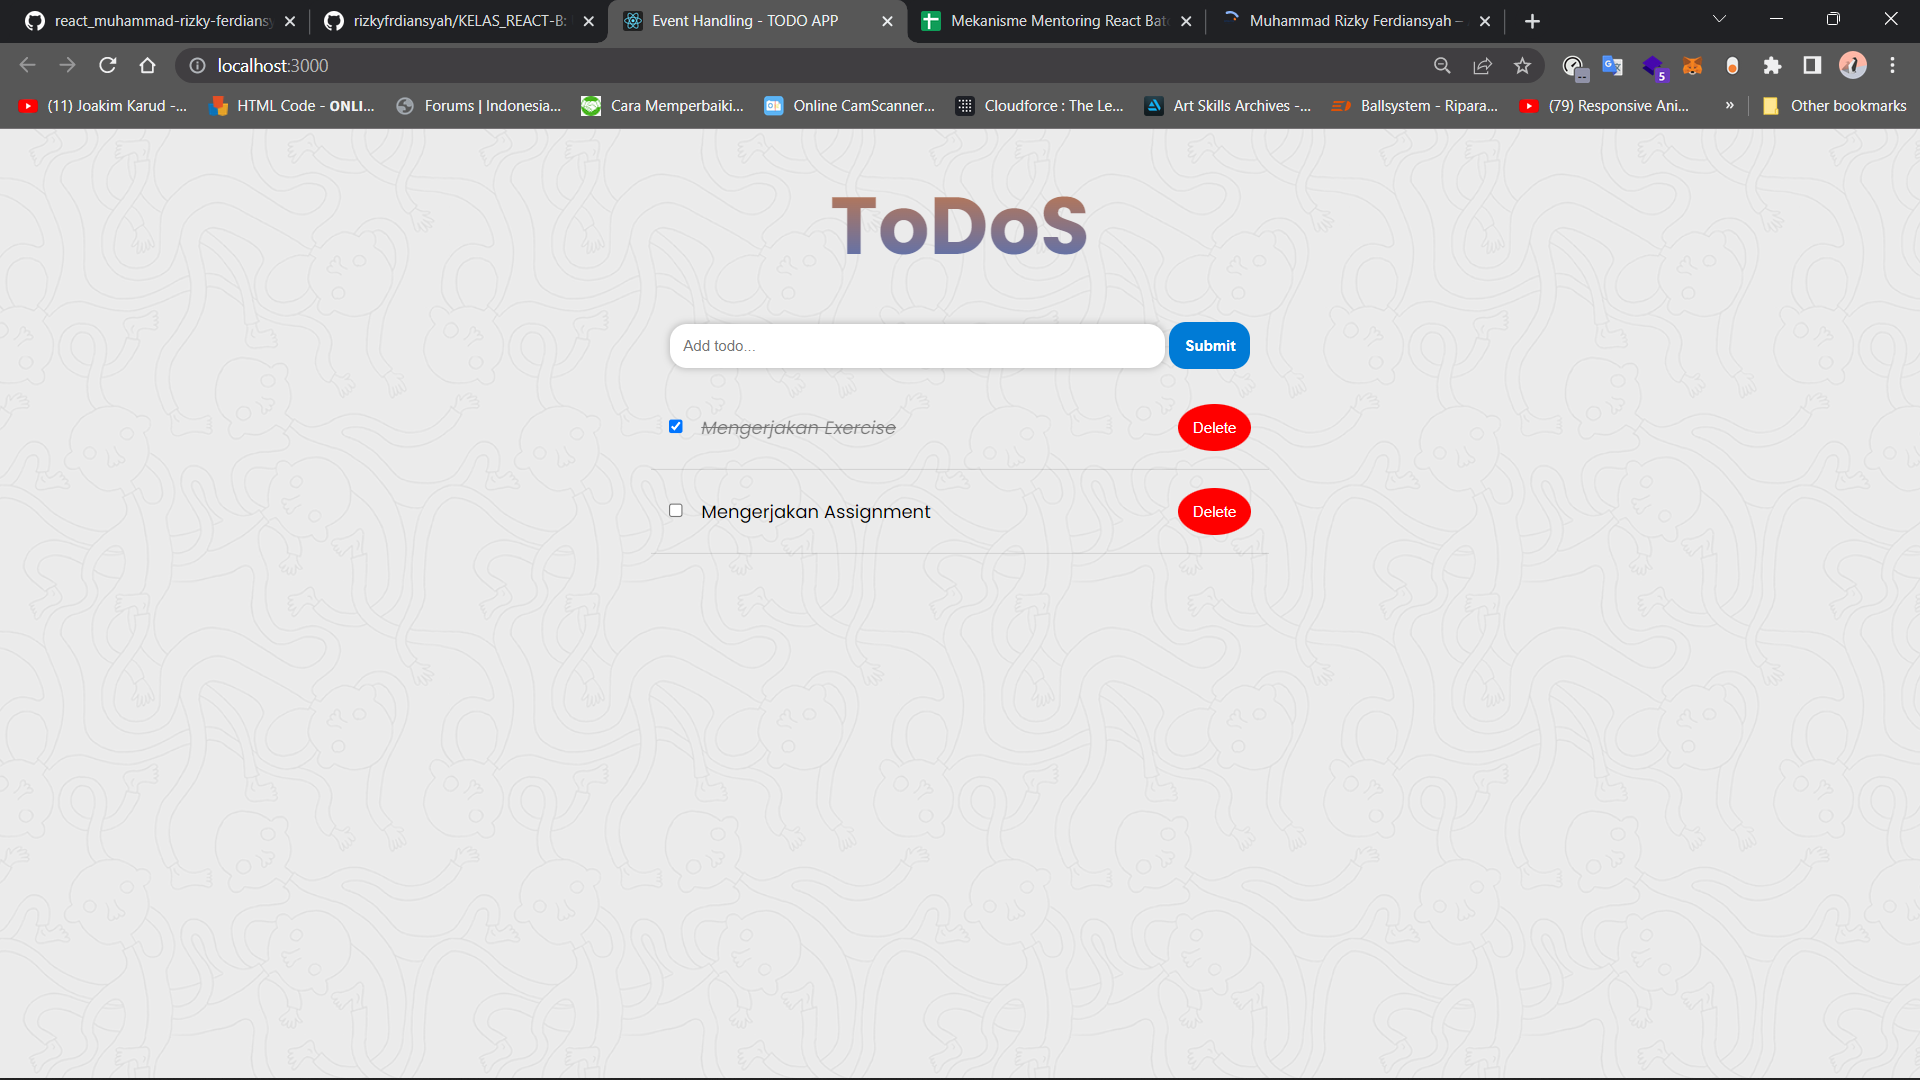 react_muhammad-rizky-ferdians
rizkyfrdiansyah/KELAS_REACT-B:
Event Handling - TODO APP
Mekanisme Mentoring React Bat
Muhammad Rizky Ferdiansyah –
localhost:3000
5
(11) Joakim Karud -...
HTML Code - ONLI...
Forums | Indonesia...
Cara Memperbaiki...
Online CamScanner...
Cloudforce : The Le...
Art Skills Archives -...
Ballsystem - Ripara...
(79) Responsive Ani...
»
Other bookmarks
ToDoS
Add todo...
Submit
Mengerjakan Exercise
Delete
Mengerjakan Assignment
Delete